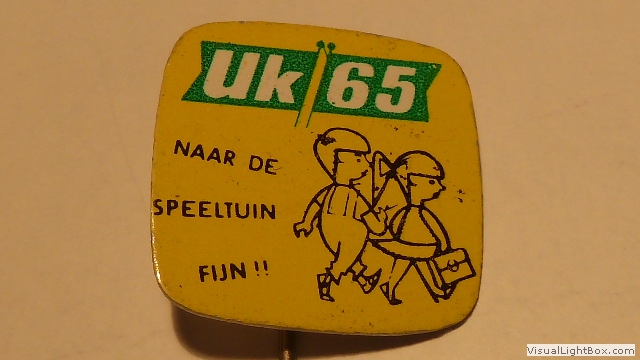 Uk 65
NAAR DE
SPEELTUIN
FIJN !!
VisualLightBox.com